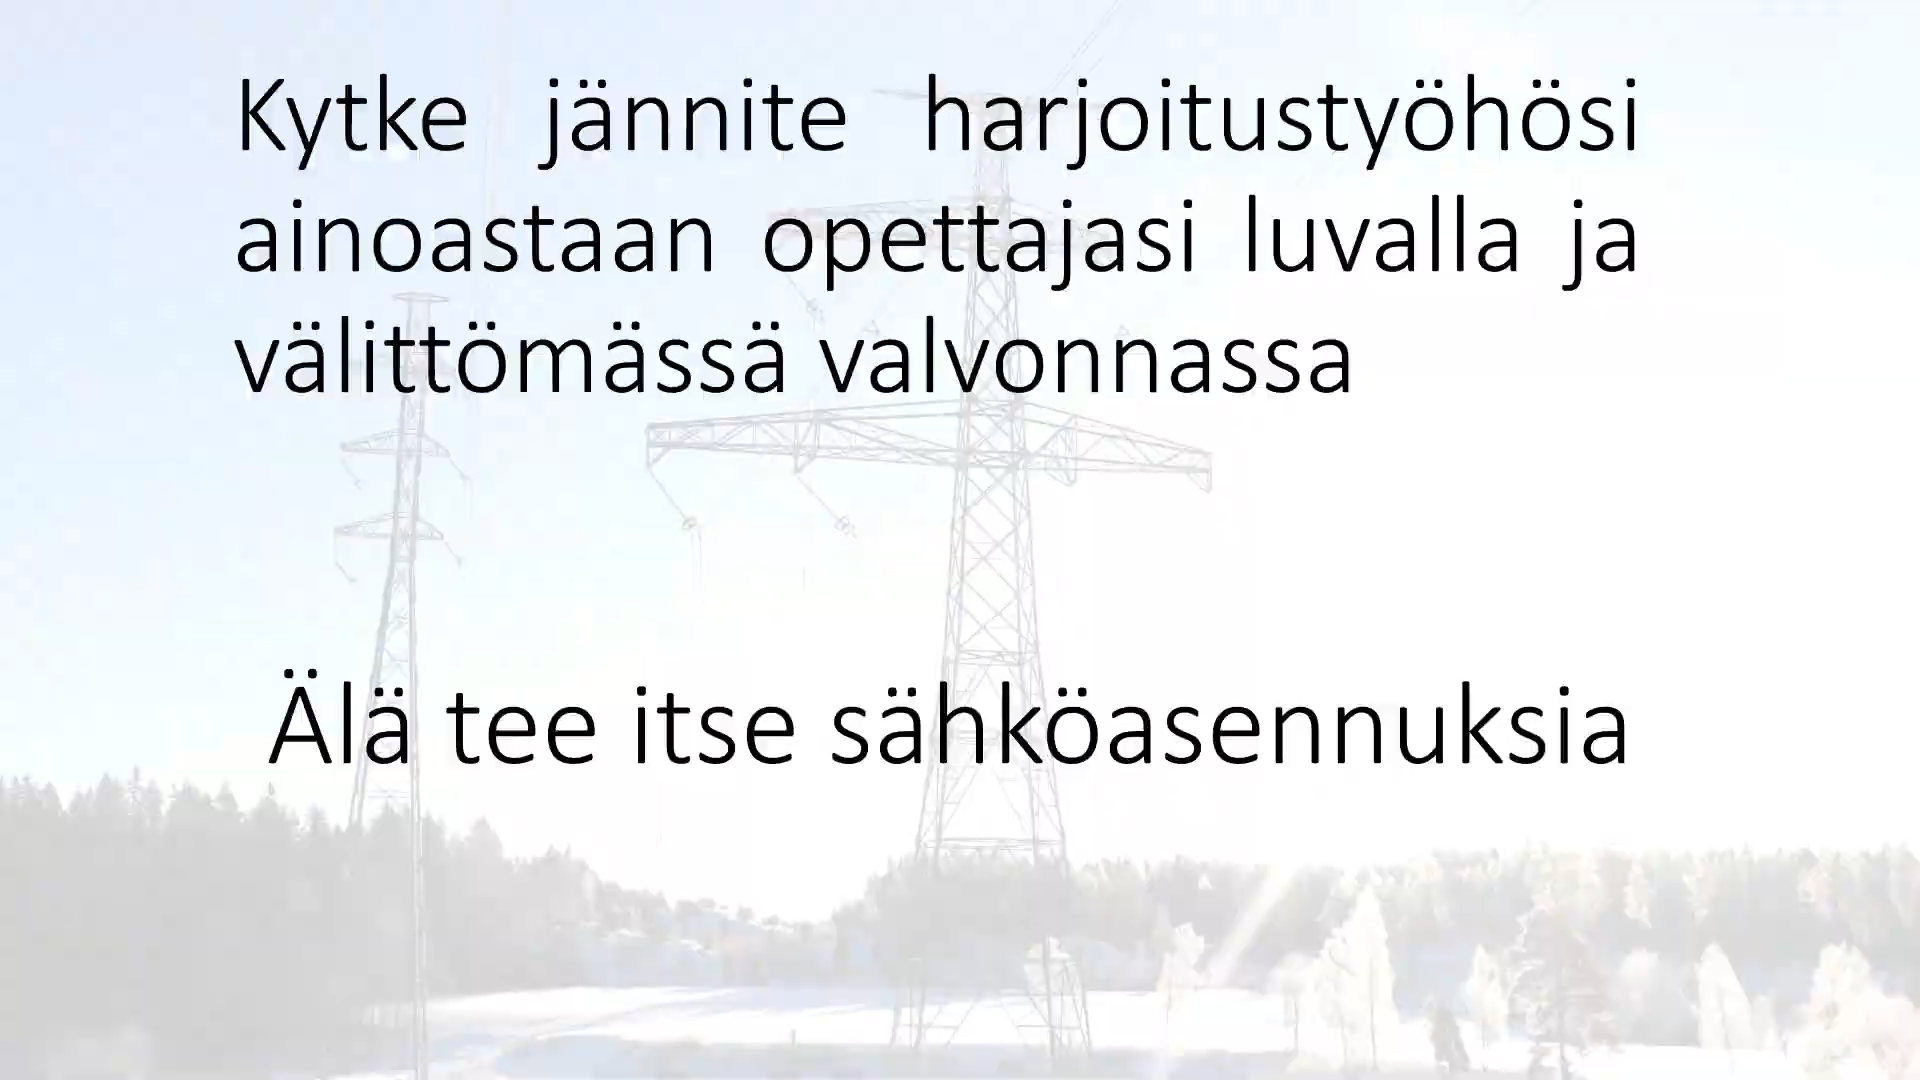 Kytke jännite harjoitustyöhösi
ainoastaan opettajasi luvalla ja
välittömässä valvonnassa
Älä tee itse sähköasennuksia